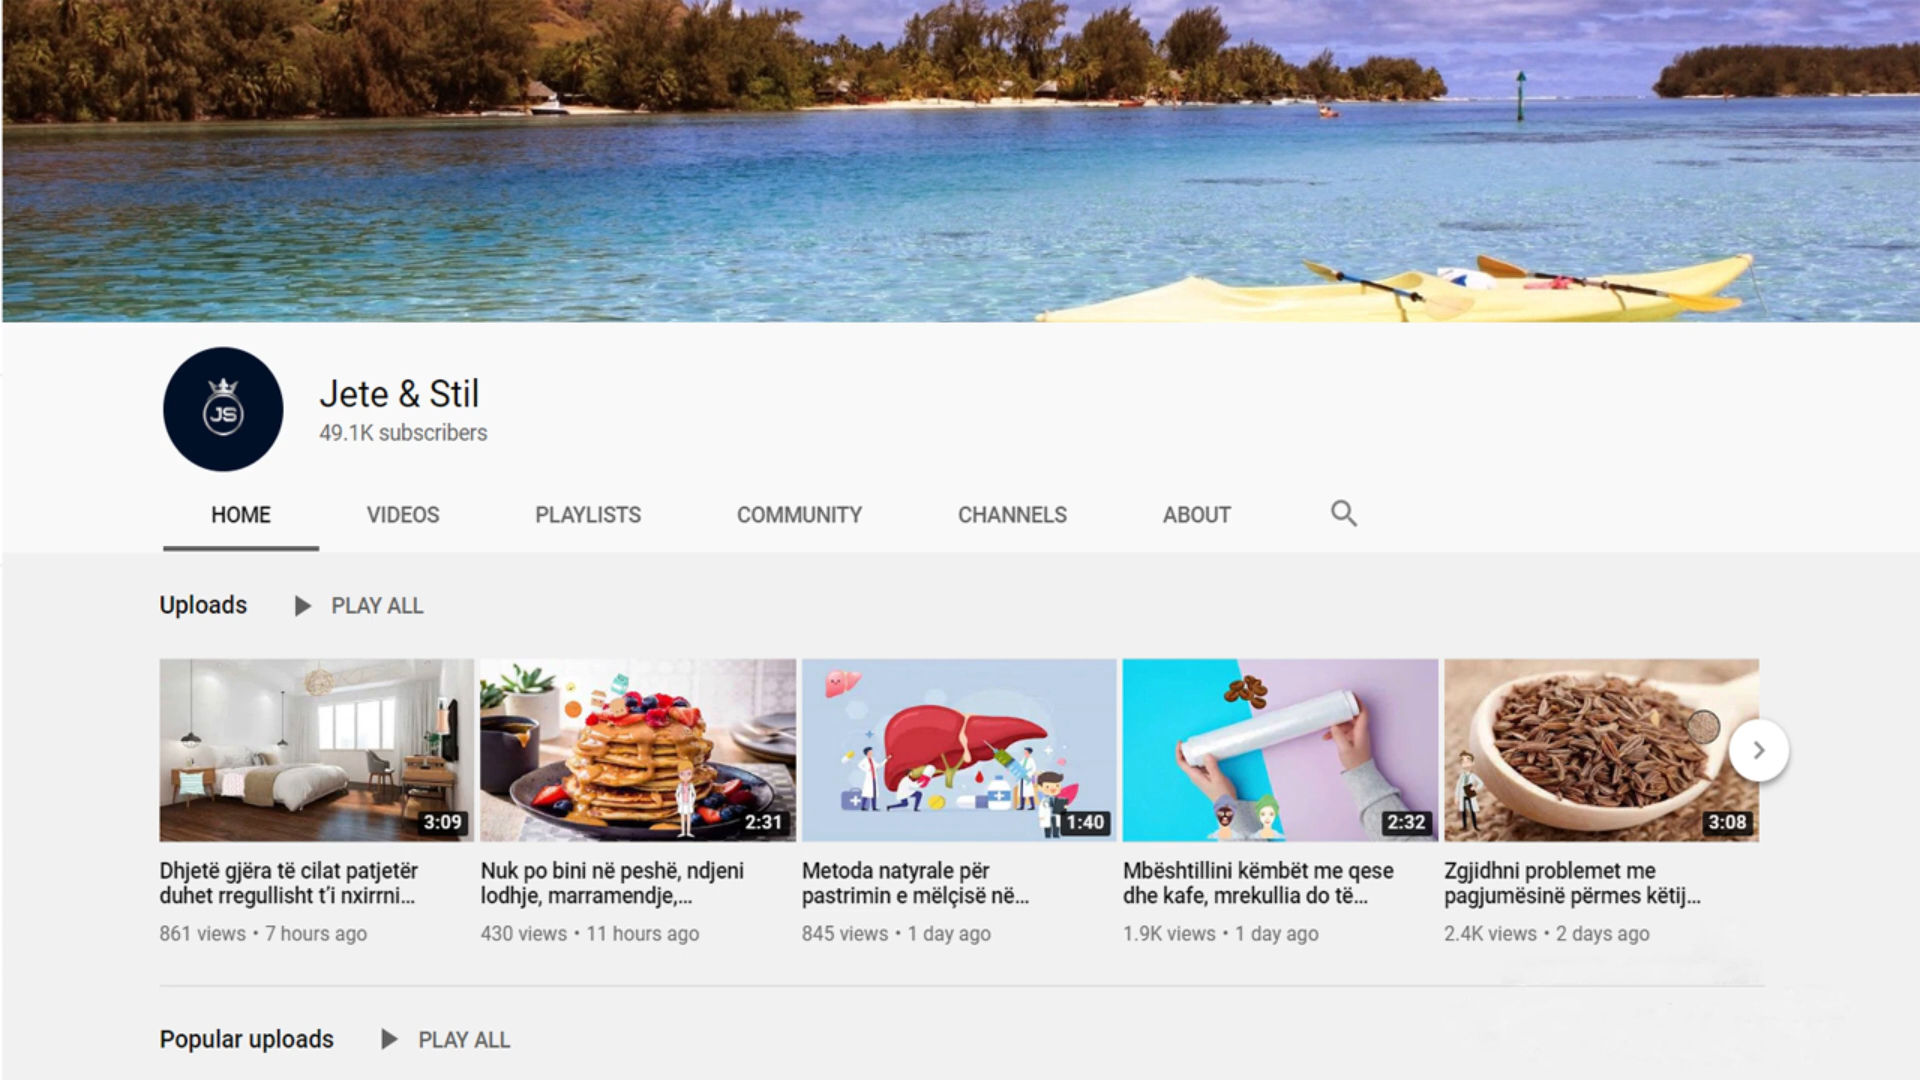 JS
Jete & Stil
49.1K subscribers
HOME VIDEOS PLAYLISTS COMMUNITY CHANNELS ABOUT
Uploads PLAY ALL
3:09 2:31 1:40 2:32 3:08
Dhjetë gjëra të cilat patjetër
duhet rregullisht t'i nxirrni...
861 views • 7 hours ago
Nuk po bini në peshë, ndjeni
lodhje, marramendje,...
430 views • 11 hours ago
Metoda natyrale për
pastrimin e mëlçisë në...
845 views • 1 day ago
Mbështillini këmbët me qese
dhe kafe, mrekullia do të...
1.9K views • 1 day ago
Zgjidhni problemet me
pagjumësinë përmes këtij...
2.4K views • 2 days ago
Popular uploads PLAY ALL